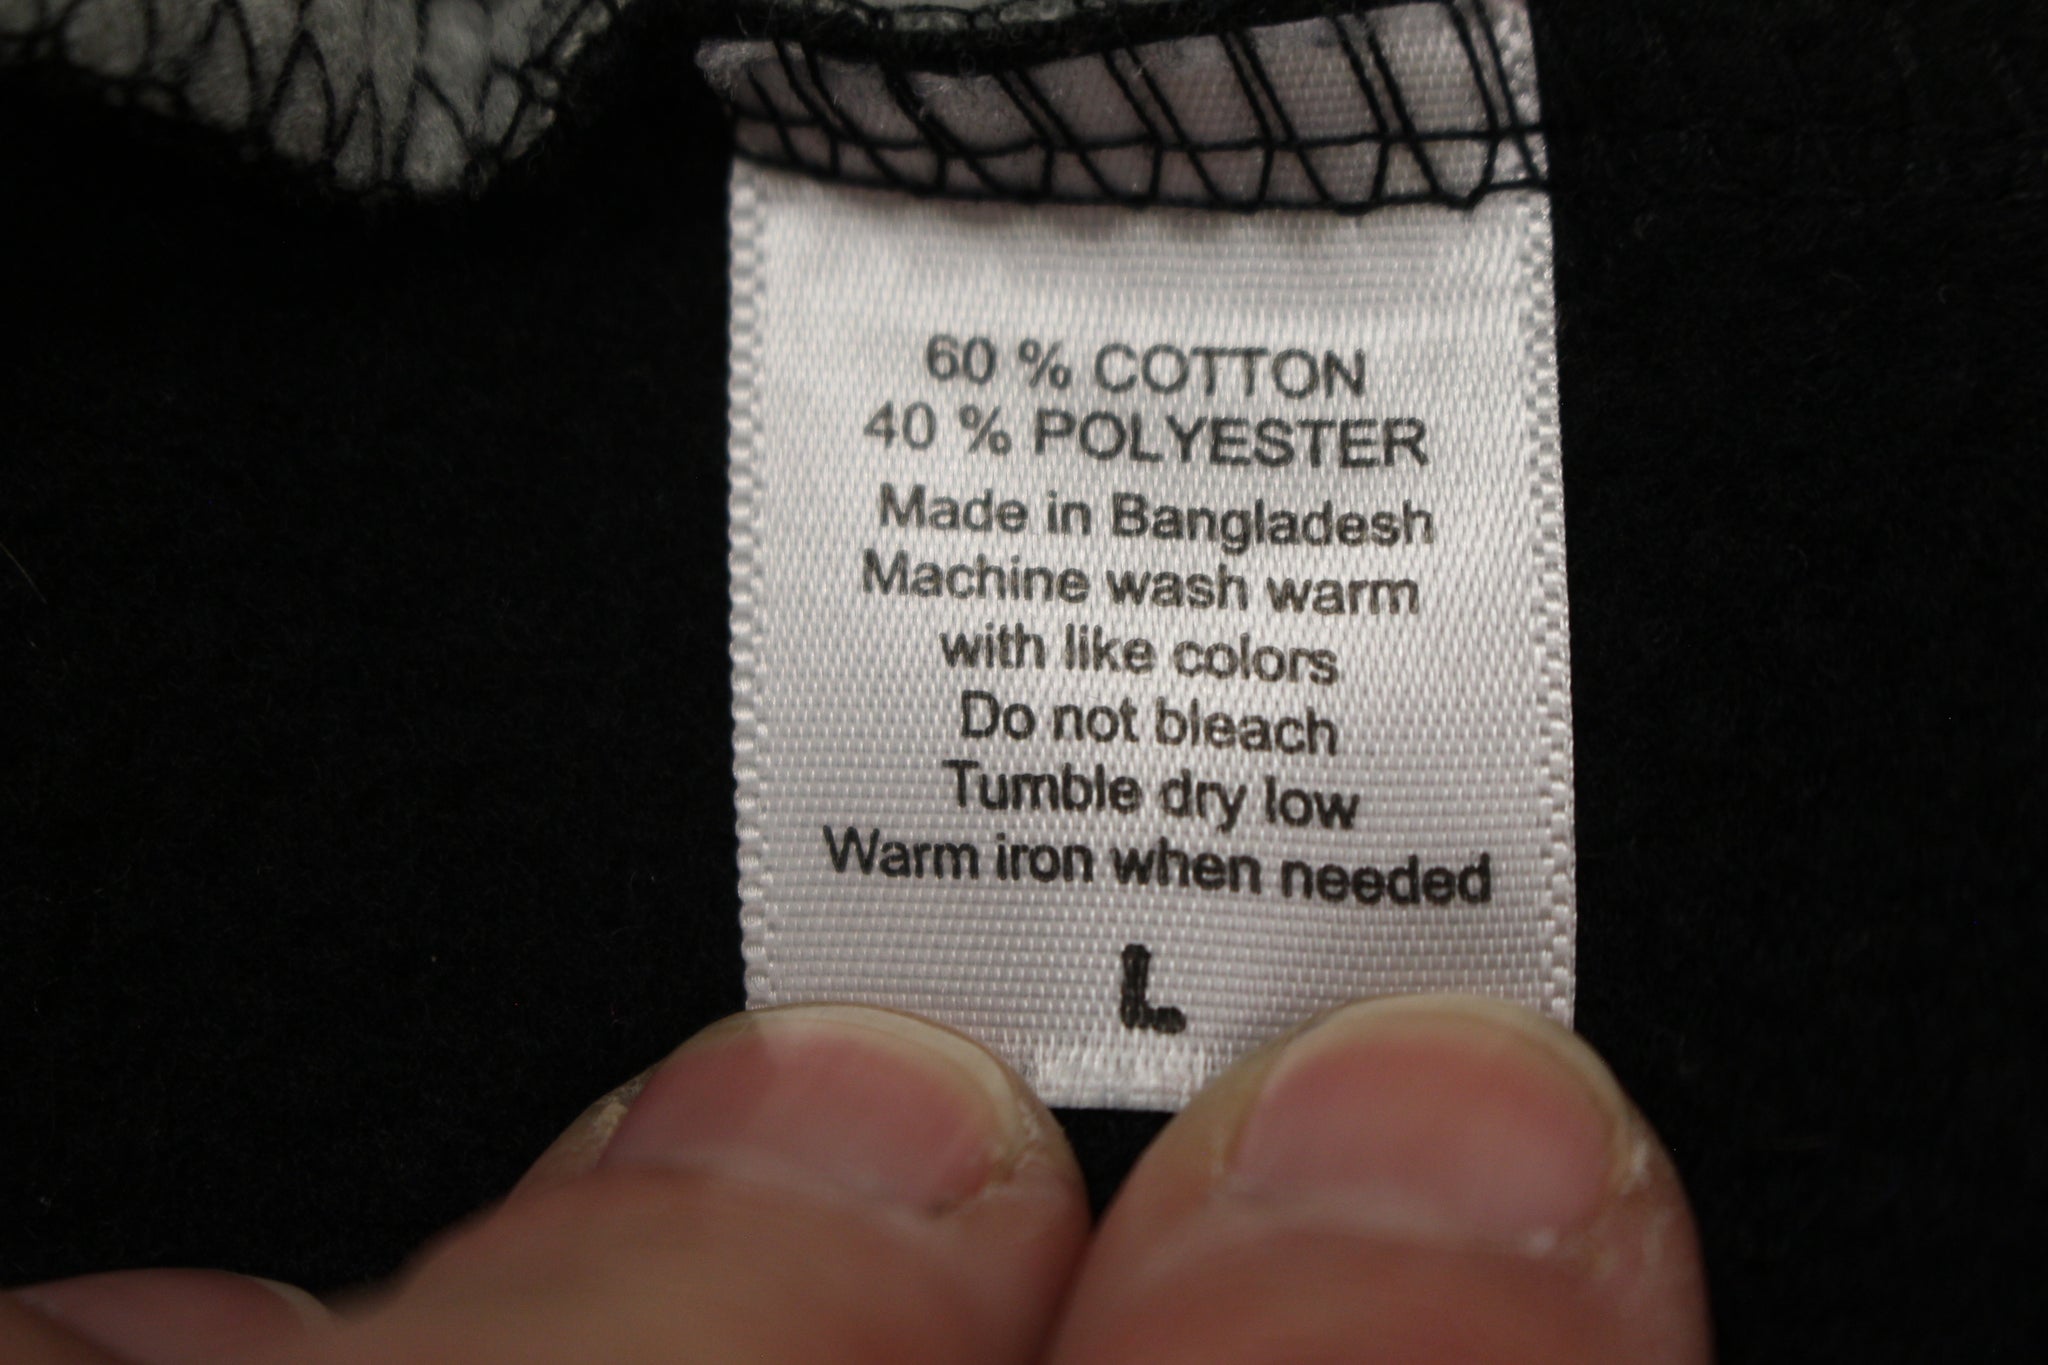 60 % COTTON
40 % POLYESTER
Made in Bangladesh
Machine wash warm
with like colors
Do not bleach
Tumble dry low
Warm iron when needed
L